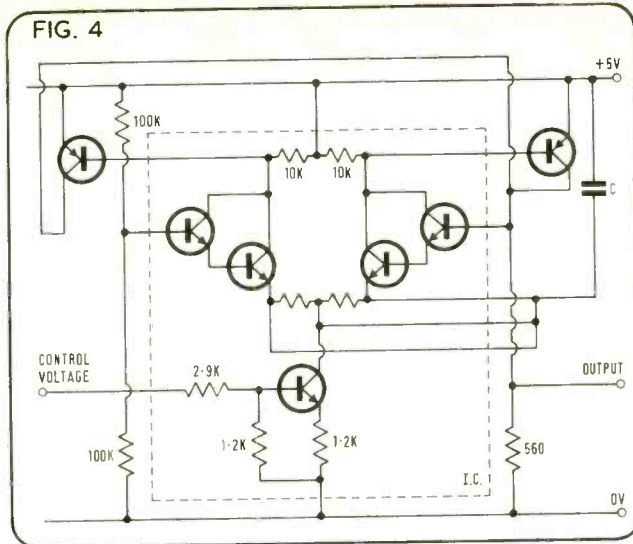 FIG. 4
+5V
100K
10K
10K
C
CONTROL
VOLTAGE
2·9K
OUTPUT
100K
1·2K
1·2K
560
I.C.
0V